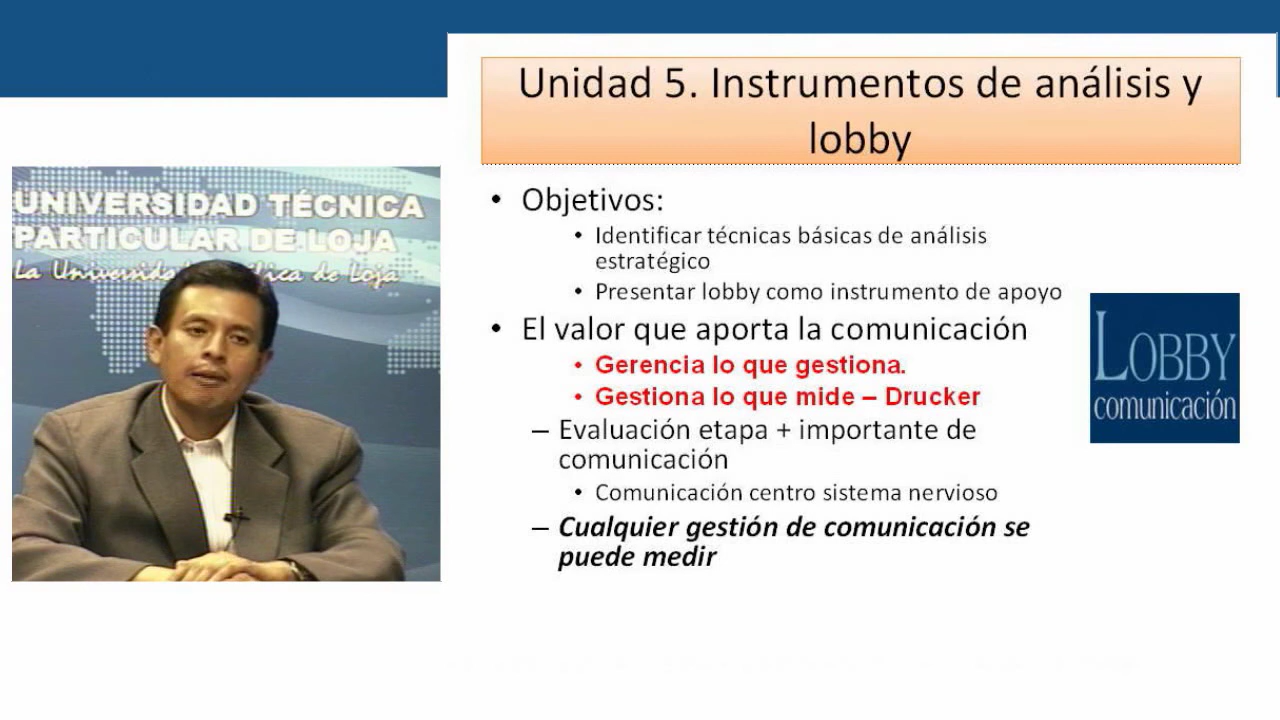 Unidad 5. Instrumentos de análisis y
lobby
UNIVERSIDAD TÉCNICA
PARTICULAR DE LOJA
La Universidad ólica de Loja
• Objetivos:
• Identificar técnicas básicas de análisis
estratégico
• Presentar lobby como instrumento de apoyo
• El valor que aporta la comunicación
• Gerencia lo que gestiona.
• Gestiona lo que mide – Drucker
– Evaluación etapa + importante de
comunicación
• Comunicación centro sistema nervioso
– Cualquier gestión de comunicación se
puede medir
LOBBY
comunicación